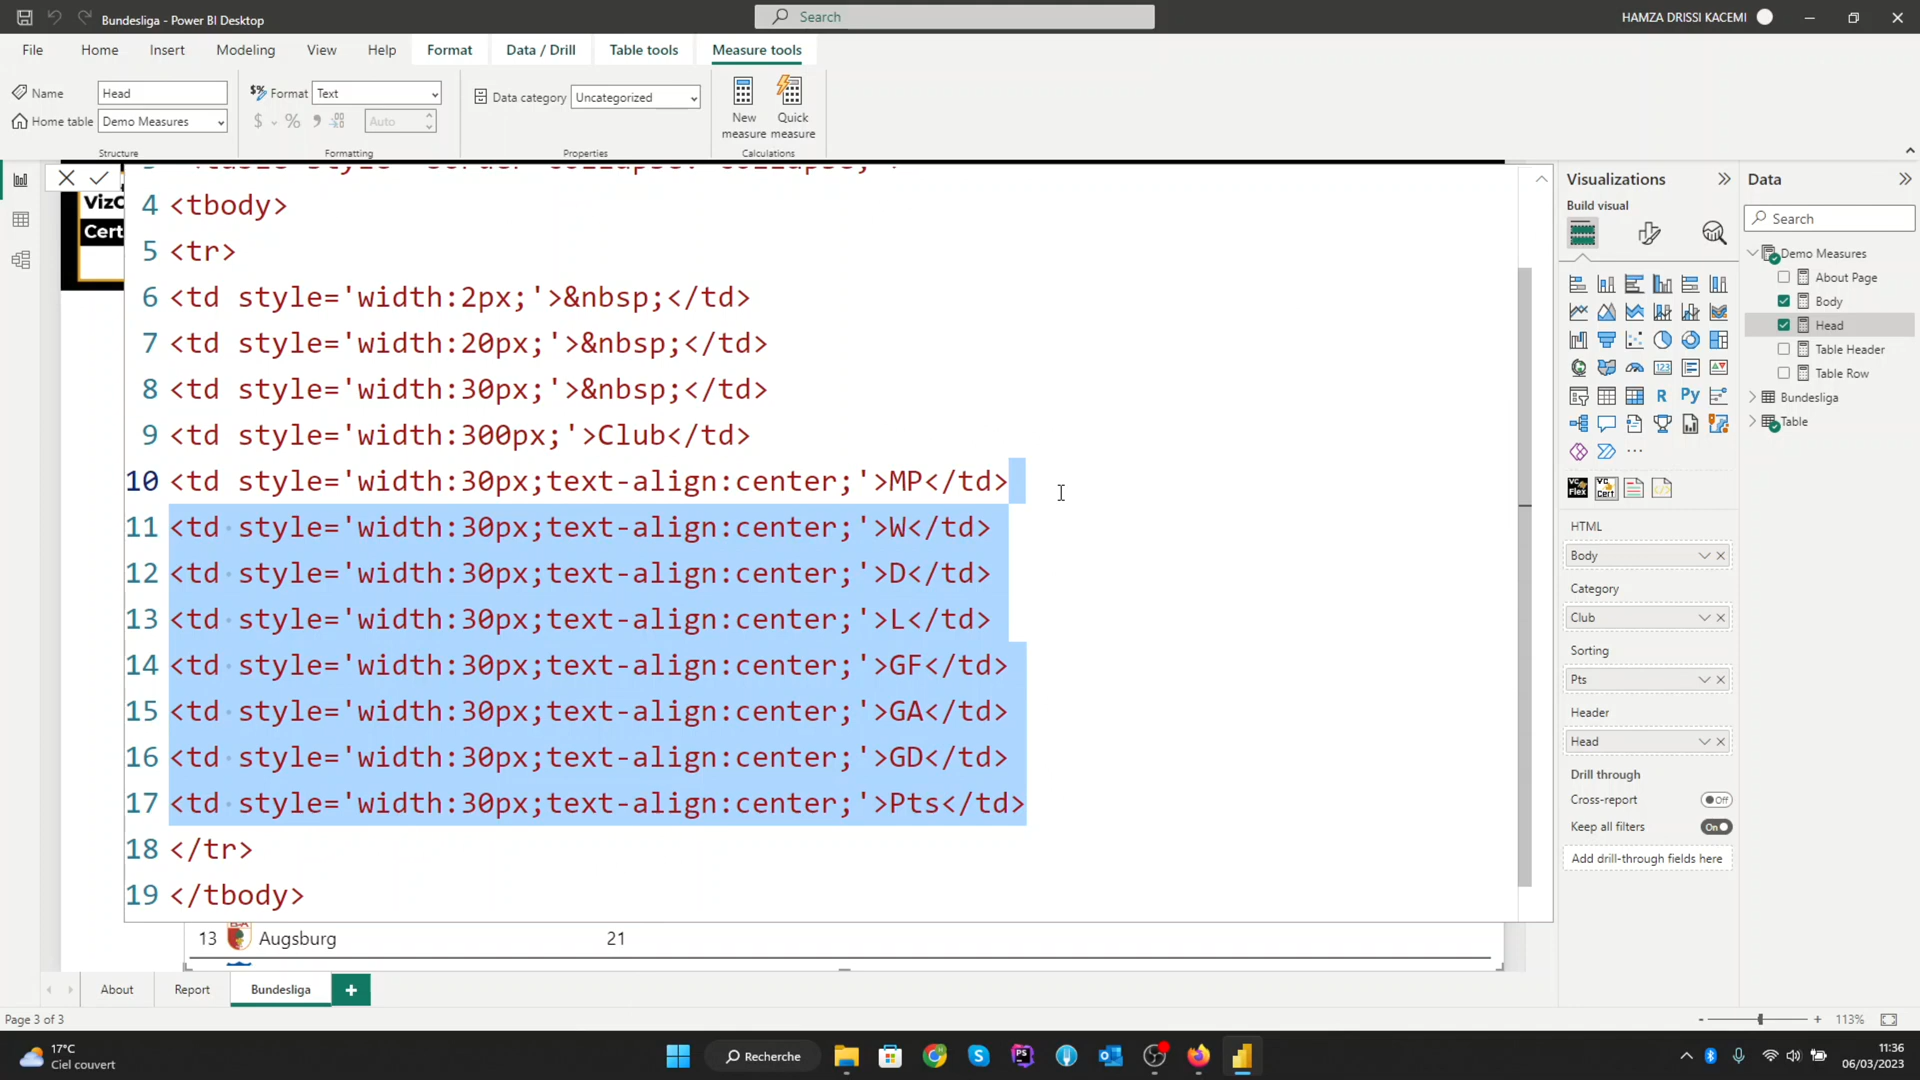 Bundesliga - Power BI Desktop
Search
HAMZA DRISSI KACEMI
File Home Insert Modeling View Help Format Data / Drill Table tools Measure tools
Name Head
Home table Demo Measures
Structure
Format Text
$ % Auto
Formatting
Data category Uncategorized
Properties
New measure
Quick measure
Calculations
VizC
Cert
4 <tbody>
5 <tr>
6 <td style='width:2px;'>&nbsp;</td>
7 <td style='width:20px;'>&nbsp;</td>
8 <td style='width:30px;'>&nbsp;</td>
9 <td style='width:300px;'>Club</td>
10 <td style='width:30px;text-align:center;'>MP</td>
11 <td style='width:30px;text-align:center;'>W</td>
12 <td style='width:30px;text-align:center;'>D</td>
13 <td style='width:30px;text-align:center;'>L</td>
14 <td style='width:30px;text-align:center;'>GF</td>
15 <td style='width:30px;text-align:center;'>GA</td>
16 <td style='width:30px;text-align:center;'>GD</td>
17 <td style='width:30px;text-align:center;'>Pts</td>
18 </tr>
19 </tbody>
13 Augsburg 21
Visualizations
Build visual
R Py
HTML
Body
Category
Club
Sorting
Pts
Header
Head
Drill through
Cross-report Off
Keep all filters On
Add drill-through fields here
Data
Search
Demo Measures
About Page
Body
Head
Table Header
Table Row
Bundesliga
Table
About Report Bundesliga
Page 3 of 3
113%
17°C
Ciel couvert
Recherche
11:36
06/03/2023